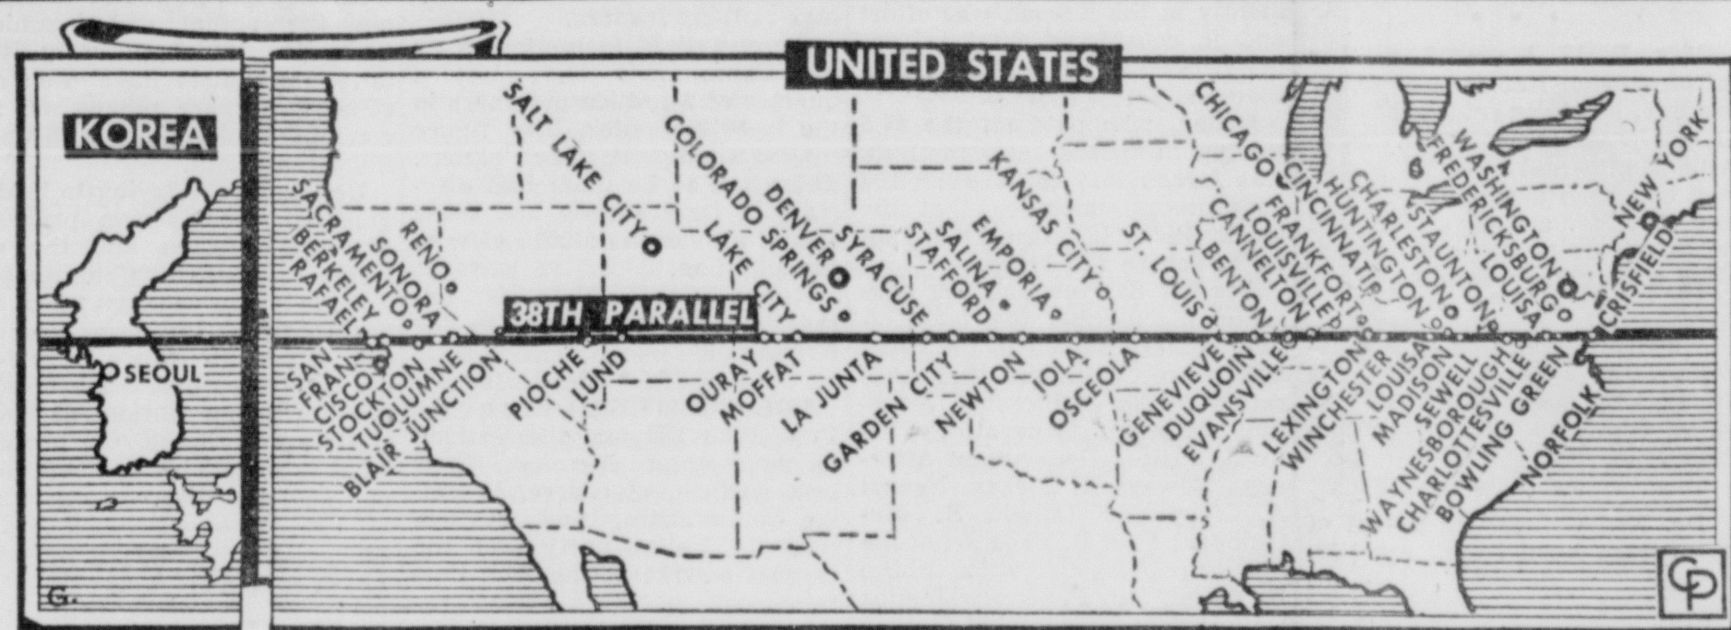 UNITED STATES
KOREA
SEOUL
G.
38TH PARALLEL
SACRAMENTO
BERKELEY
RAFAEL
SONORA
RENO
SALT LAKE CITY
COLORADO SPRINGS
LAKE CITY
DENVER
SYRACUSE
STAFFORD
SALINA
EMPORIA
KANSAS CITY
ST. LOUIS
CHICAGO
BENTON
CANNELTON
LOUISVILLE
FRANKFORT
CINCINNATI
HUNTINGTON
CHARLESTON
STAUNTON
LOUISA
FREDERICKSBURG
WASHINGTON
NEW YORK
CRISFIELD
SAN
FRAN-
CISCO
STOCKTON
TUOLUMNE
BLAIR JUNCTION
PIOCHE
LUND
OURAY
MOFFAT
LA JUNTA
GARDEN CITY
NEWTON
IOLA
OSCEOLA
GENEVIEVE
DUQUOIN
EVANSVILLE
LEXINGTON
WINCHESTER
LOUISA
MADISON
SEWELL
WAYNESBOROUGH
CHARLOTTESVILLE
BOWLING GREEN
NORFOLK
CP